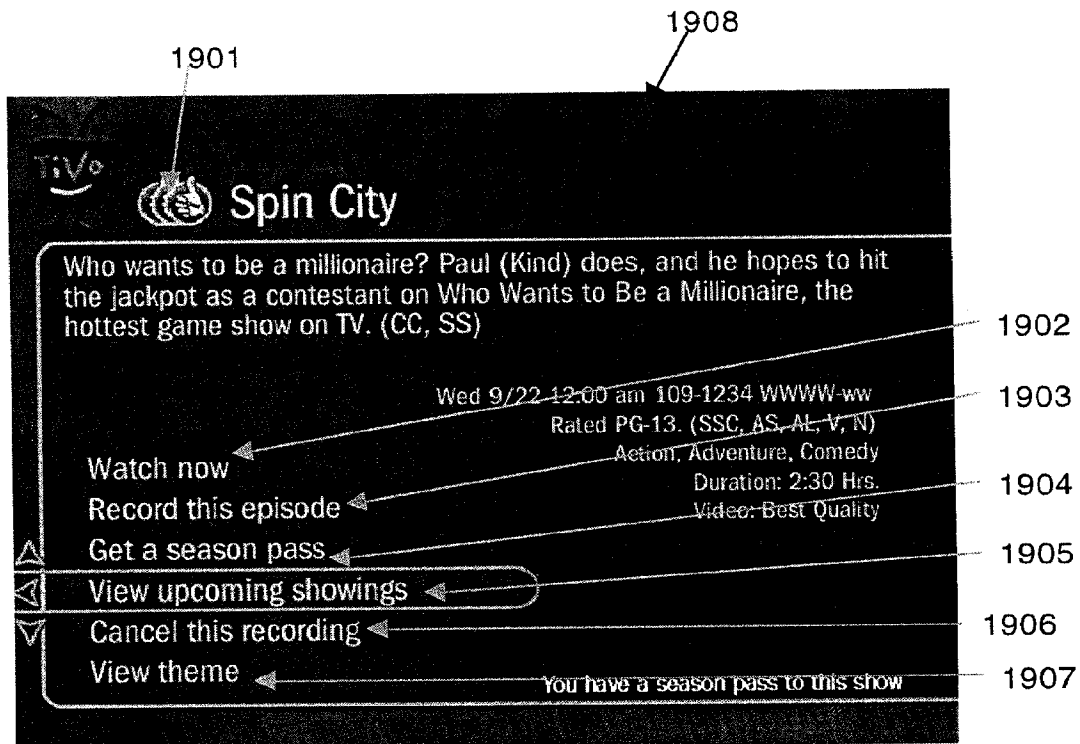 1908
1901
TiVo
Spin City
Who wants to be a millionaire? Paul (Kind) does, and he hopes to hit
the jackpot as a contestant on Who Wants to Be a Millionaire, the
hottest game show on TV. (CC, SS)
1902
Wed 9/22 12:00 am 109-1234 WWWW-ww
1903
Rated PG-13. (SSC, AS, AL, V, N)
Action, Adventure, Comedy
Watch now
Duration: 2:30 Hrs.
1904
Record this episode
Video: Best Quality
Get a season pass
1905
View upcoming showings
1906
Cancel this recording
View theme
1907
You have a season pass to this show